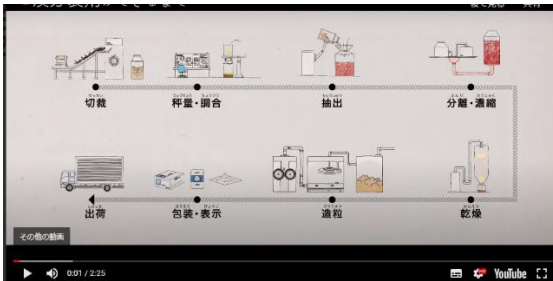 切裁
秤量・調合
抽出
分離・濃縮
出荷
包装・表示
造粒
乾燥
その他の動画
0:01 / 2:25
YouTube